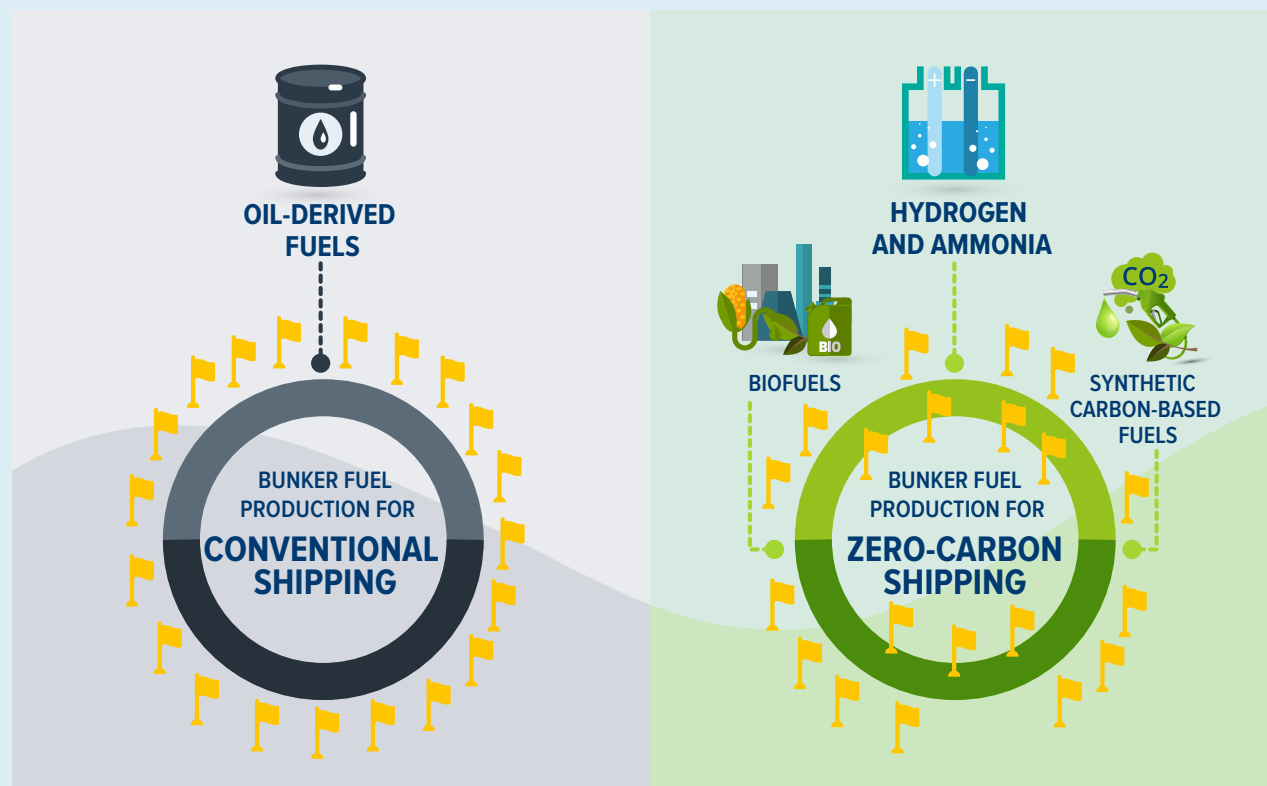 OIL-DERIVED
FUELS
BUNKER FUEL
PRODUCTION FOR
CONVENTIONAL
SHIPPING
+ −
HYDROGEN
AND AMMONIA
BIO
BIOFUELS
CO₂
SYNTHETIC
CARBON-BASED
FUELS
BUNKER FUEL
PRODUCTION FOR
ZERO-CARBON
SHIPPING